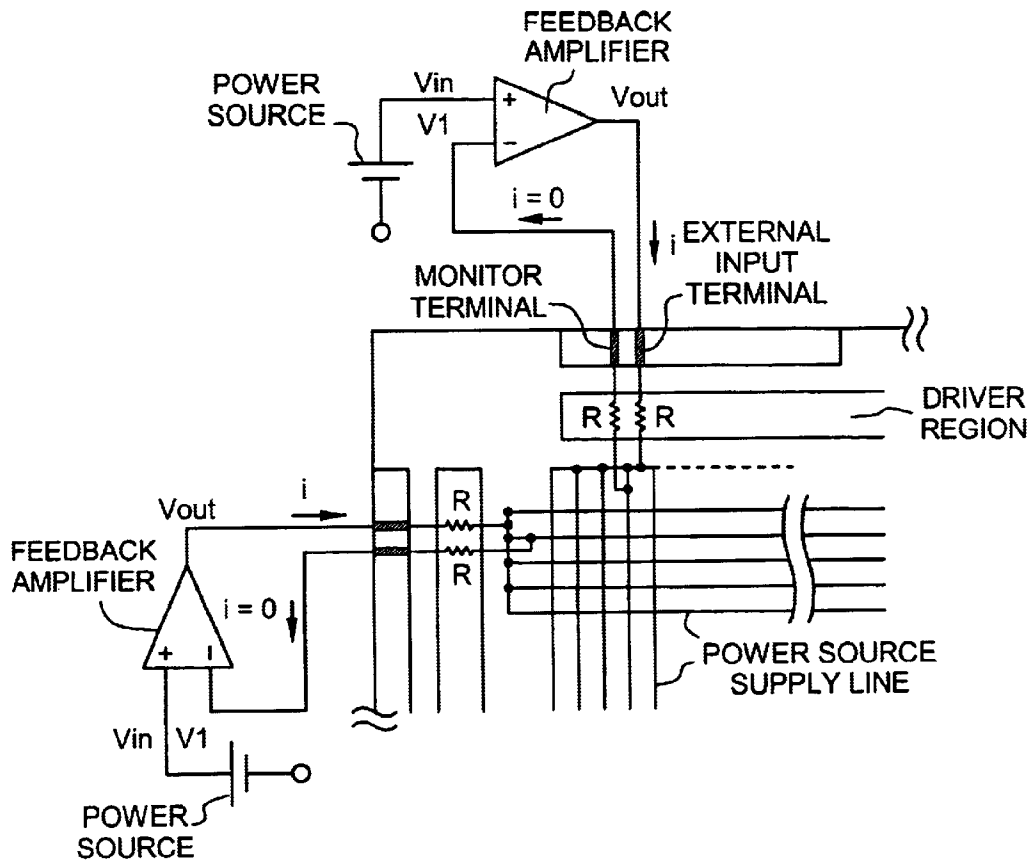 FEEDBACK
AMPLIFIER
POWER
SOURCE
Vin
V1
+
−
Vout
i = 0
i
EXTERNAL
INPUT
TERMINAL
MONITOR
TERMINAL
R
R
DRIVER
REGION
Vout
i
R
R
FEEDBACK
AMPLIFIER
i = 0
+
−
POWER SOURCE
SUPPLY LINE
Vin
V1
POWER
SOURCE